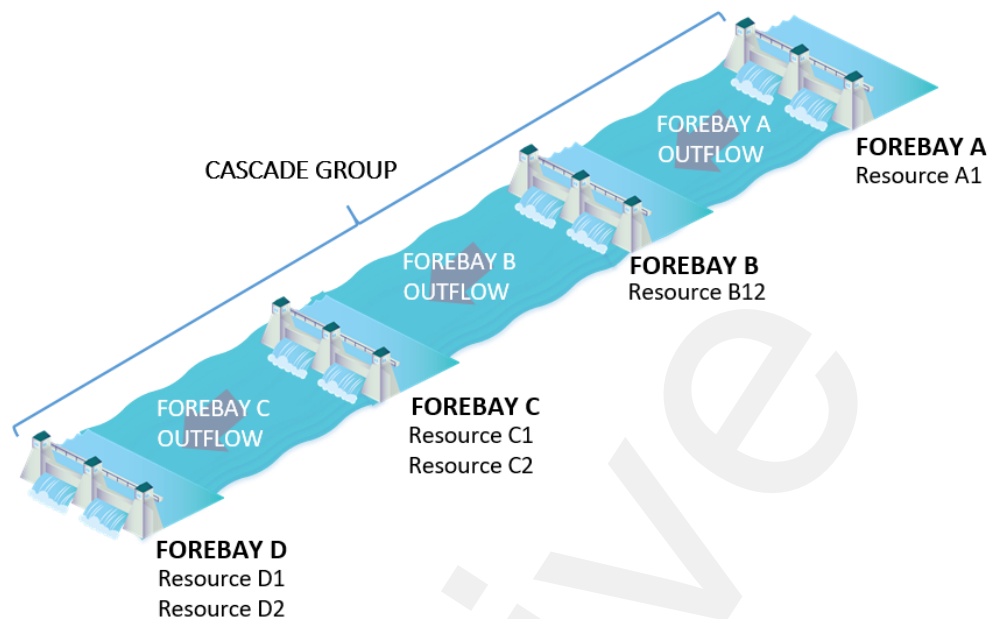 FOREBAY A
OUTFLOW
FOREBAY A
Resource A1
CASCADE GROUP
FOREBAY B
OUTFLOW
FOREBAY B
Resource B12
FOREBAY C
OUTFLOW
FOREBAY C
Resource C1
Resource C2
FOREBAY D
Resource D1
Resource D2
ive